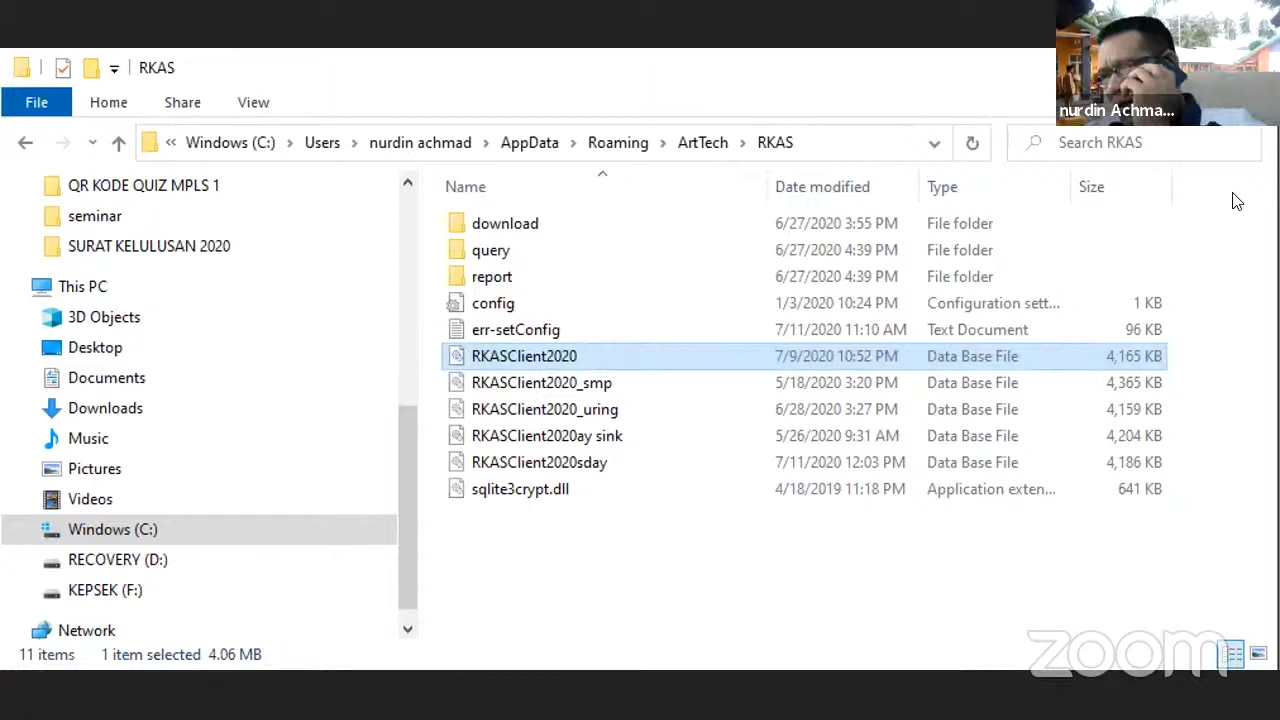 RKAS
nurdin Achma...
File Home Share View
« Windows (C:) › Users › nurdin achmad › AppData › Roaming › ArtTech › RKAS
Search RKAS
QR KODE QUIZ MPLS 1
seminar
SURAT KELULUSAN 2020
This PC
3D Objects
Desktop
Documents
Downloads
Music
Pictures
Videos
Windows (C:)
RECOVERY (D:)
KEPSEK (F:)
Network
Name Date modified Type Size
download 6/27/2020 3:55 PM File folder
query 6/27/2020 4:39 PM File folder
report 6/27/2020 4:39 PM File folder
config 1/3/2020 10:24 PM Configuration sett... 1 KB
err-setConfig 7/11/2020 11:10 AM Text Document 96 KB
RKASClient2020 7/9/2020 10:52 PM Data Base File 4,165 KB
RKASClient2020_smp 5/18/2020 3:20 PM Data Base File 4,365 KB
RKASClient2020_uring 6/28/2020 3:27 PM Data Base File 4,159 KB
RKASClient2020ay sink 5/26/2020 9:31 AM Data Base File 4,204 KB
RKASClient2020sday 7/11/2020 12:03 PM Data Base File 4,186 KB
sqlite3crypt.dll 4/18/2019 11:18 PM Application exten... 641 KB
11 items 1 item selected 4.06 MB
zoom